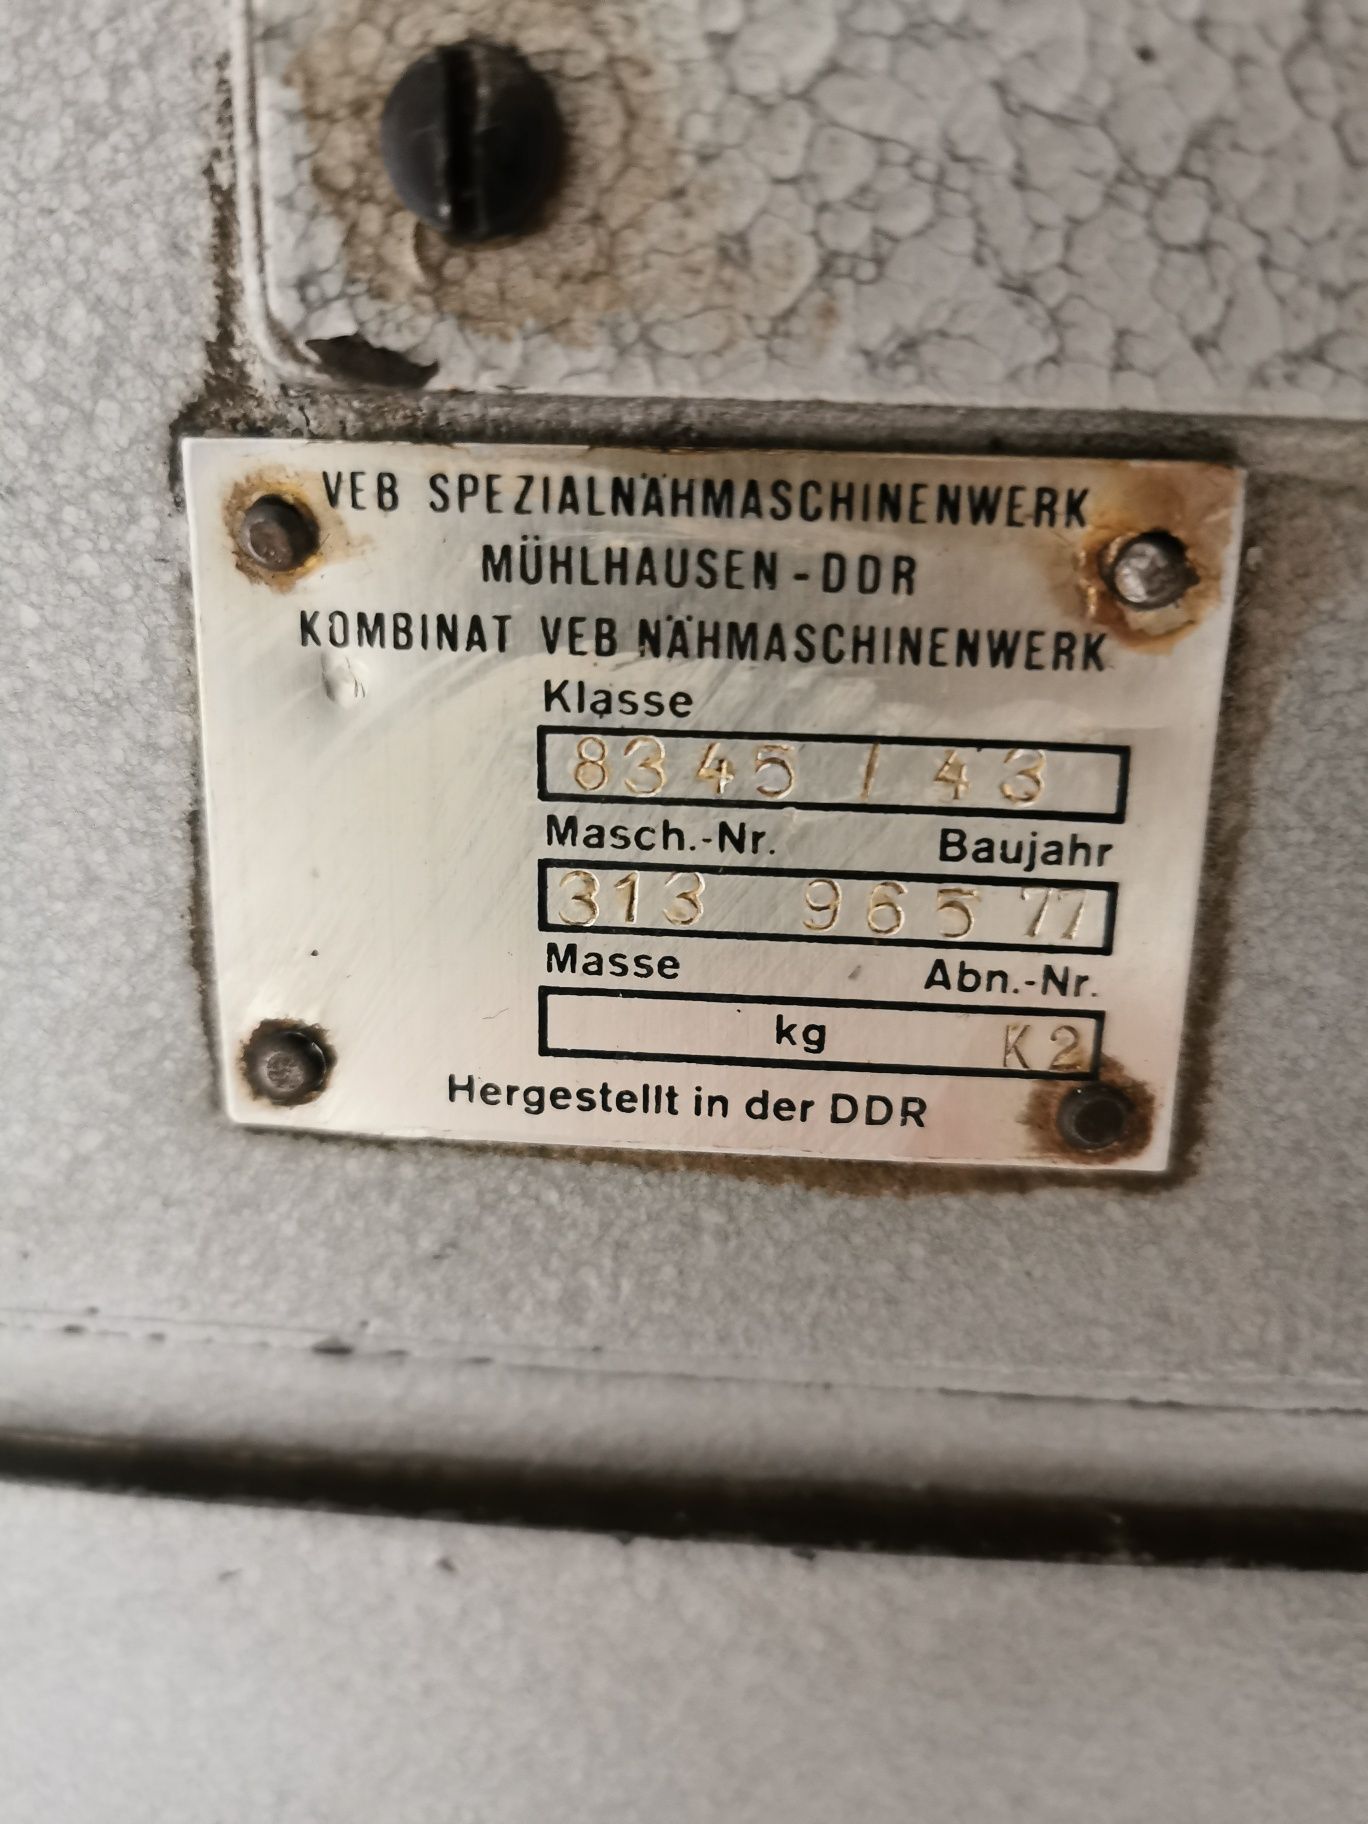 VEB SPEZIALNÄHMASCHINENWERK
MÜHLHAUSEN - DDR
KOMBINAT VEB NÄHMASCHINENWERK
Klasse
8345 / 43
Masch.-Nr. Baujahr
313 965 77
Masse Abn.-Nr.
kg K2
Hergestellt in der DDR